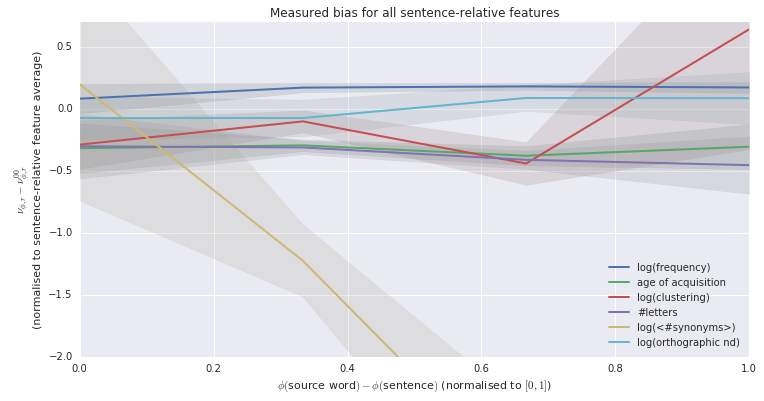 Measured bias for all sentence-relative features
0.5
0.0
−0.5
−1.0
−1.5
−2.0
0.0 0.2 0.4 0.6 0.8 1.0
ν_{ϕ,r} − ν^{00}_{ϕ,r}
(normalised to sentence-relative feature average)
log(frequency)
age of acquisition
log(clustering)
#letters
log(<#synonyms>)
log(orthographic nd)
ϕ(source word) − ϕ(sentence) (normalised to [0, 1])